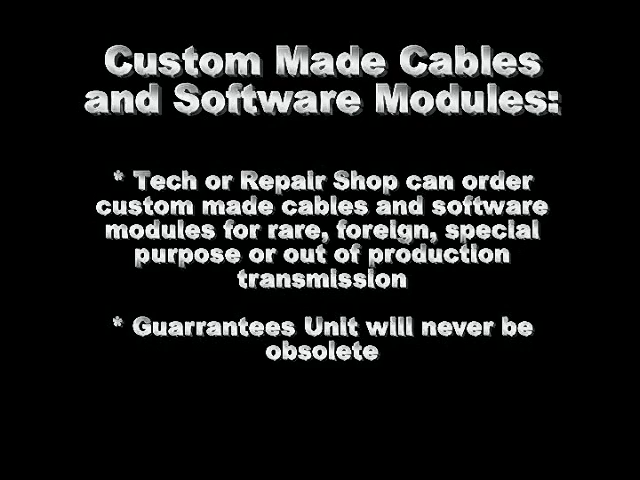 Custom Made Cables
and Software Modules:
* Tech or Repair Shop can order
custom made cables and software
modules for rare, foreign, special
purpose or out of production
transmission
* Guarrantees Unit will never be
obsolete